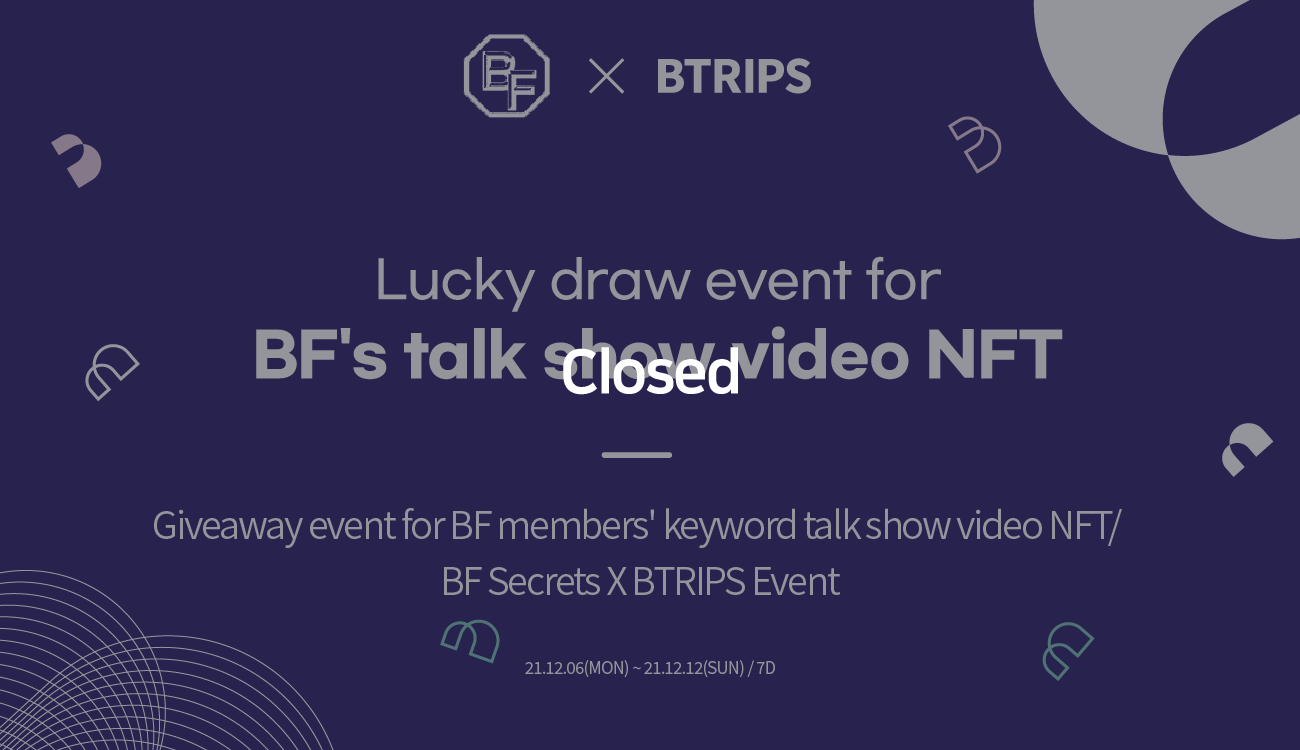 BF × BTRIPS
Lucky draw event for
BF's talk show video NFT
Closed
Giveaway event for BF members' keyword talk show video NFT/
BF Secrets X BTRIPS Event
21.12.06(MON) ~ 21.12.12(SUN) / 7D